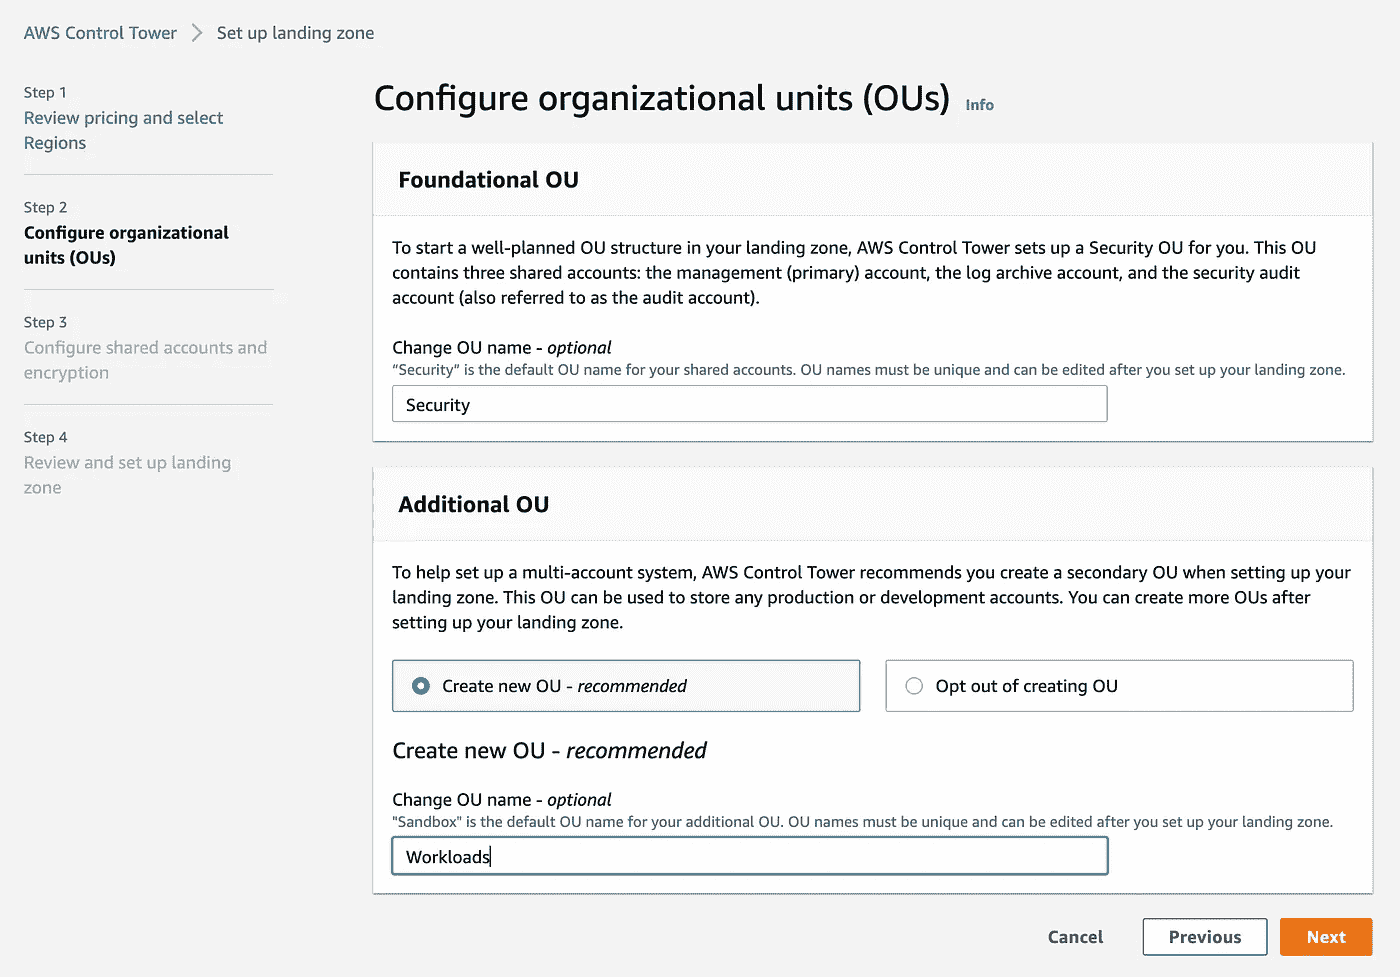 AWS Control Tower > Set up landing zone
Step 1
Review pricing and select
Regions
Step 2
Configure organizational
units (OUs)
Step 3
Configure shared accounts and
encryption
Step 4
Review and set up landing
zone
Configure organizational units (OUs) Info
Foundational OU
To start a well-planned OU structure in your landing zone, AWS Control Tower sets up a Security OU for you. This OU
contains three shared accounts: the management (primary) account, the log archive account, and the security audit
account (also referred to as the audit account).
Change OU name - optional
"Security" is the default OU name for your shared accounts. OU names must be unique and can be edited after you set up your landing zone.
Security
Additional OU
To help set up a multi-account system, AWS Control Tower recommends you create a secondary OU when setting up your
landing zone. This OU can be used to store any production or development accounts. You can create more OUs after
setting up your landing zone.
Create new OU - recommended
Opt out of creating OU
Create new OU - recommended
Change OU name - optional
"Sandbox" is the default OU name for your additional OU. OU names must be unique and can be edited after you set up your landing zone.
Workloads
Cancel
Previous
Next